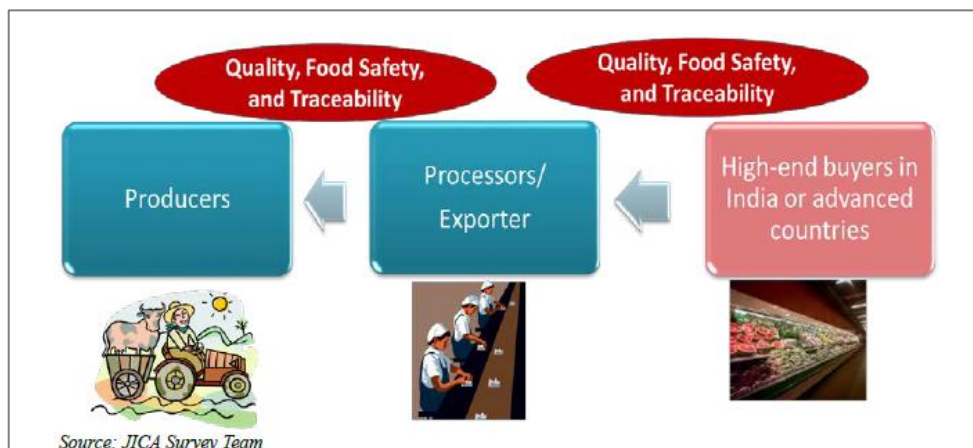 Quality, Food Safety,
and Traceability
Quality, Food Safety,
and Traceability
Producers
Processors/
Exporter
High-end buyers in
India or advanced
countries
Source: JICA Survey Team